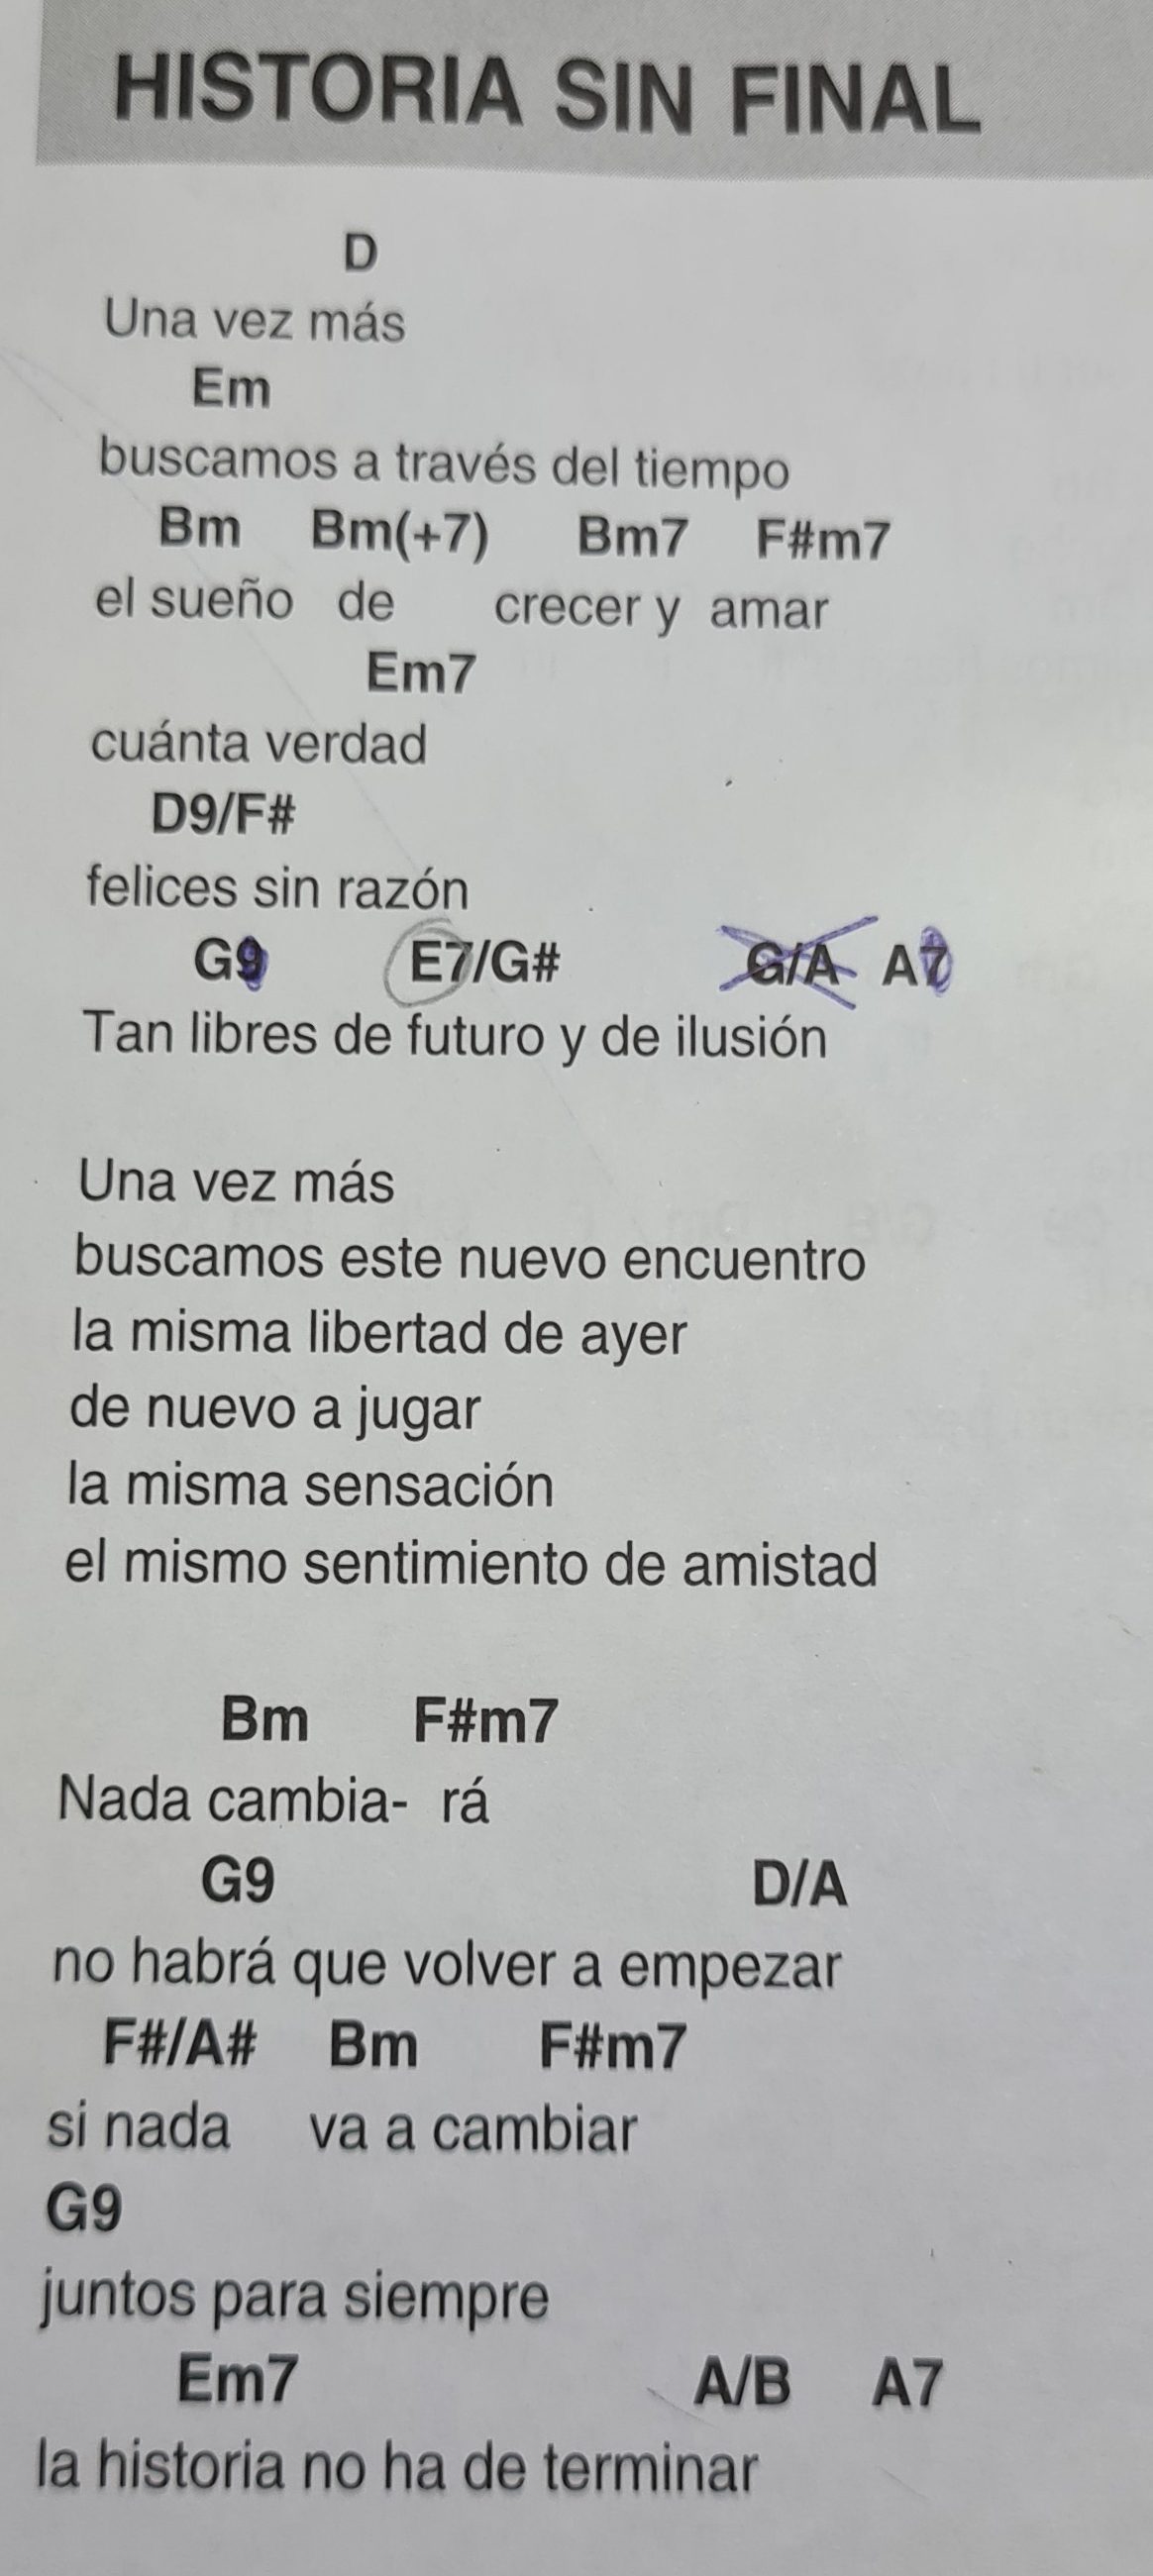 HISTORIA SIN FINAL
D
Una vez más
Em
buscamos a través del tiempo
Bm Bm(+7) Bm7 F#m7
el sueño de crecer y amar
Em7
cuánta verdad
D9/F#
felices sin razón
G9 E7/G# G/A A7
Tan libres de futuro y de ilusión
Una vez más
buscamos este nuevo encuentro
la misma libertad de ayer
de nuevo a jugar
la misma sensación
el mismo sentimiento de amistad
Bm F#m7
Nada cambia- rá
G9 D/A
no habrá que volver a empezar
F#/A# Bm F#m7
si nada va a cambiar
G9
juntos para siempre
Em7 A/B A7
la historia no ha de terminar